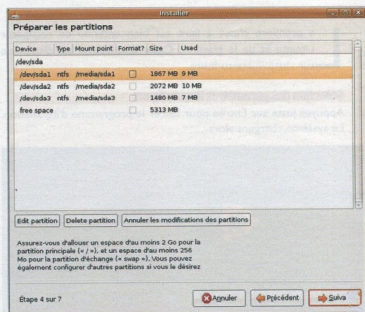 Installer
Préparer les partitions
Device Type Mount point Format? Size Used
/dev/sda
/dev/sda1 ntfs /media/sda1 1867 MB 9 MB
/dev/sda2 ntfs /media/sda2 2072 MB 10 MB
/dev/sda3 ntfs /media/sda3 1480 MB 7 MB
free space 5313 MB
Edit partition Delete partition Annuler les modifications des partitions
Assurez-vous d'allouer un espace d'au moins 2 Go pour la
partition principale (« / »), et un espace d'au moins 256
Mo pour la partition d'échange (« swap »), Vous pouvez
également configurer d'autres partitions si vous le désirez
Étape 4 sur 7
Annuler Précédent Suiva